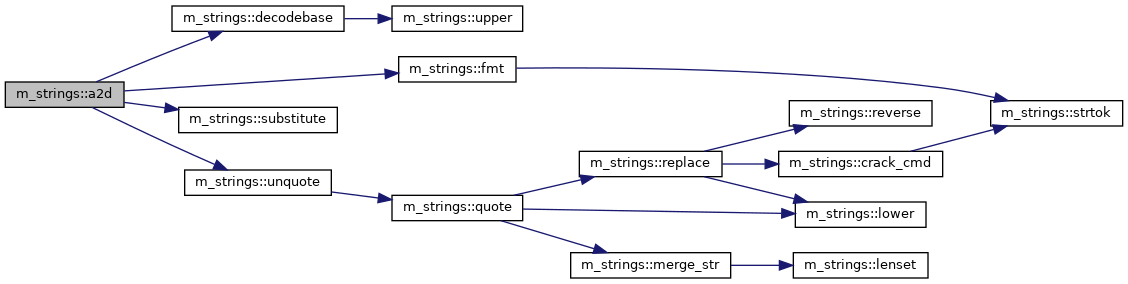 m_strings::a2d
m_strings::decodebase
m_strings::upper
m_strings::fmt
m_strings::substitute
m_strings::unquote
m_strings::quote
m_strings::replace
m_strings::reverse
m_strings::crack_cmd
m_strings::strtok
m_strings::lower
m_strings::merge_str
m_strings::lenset